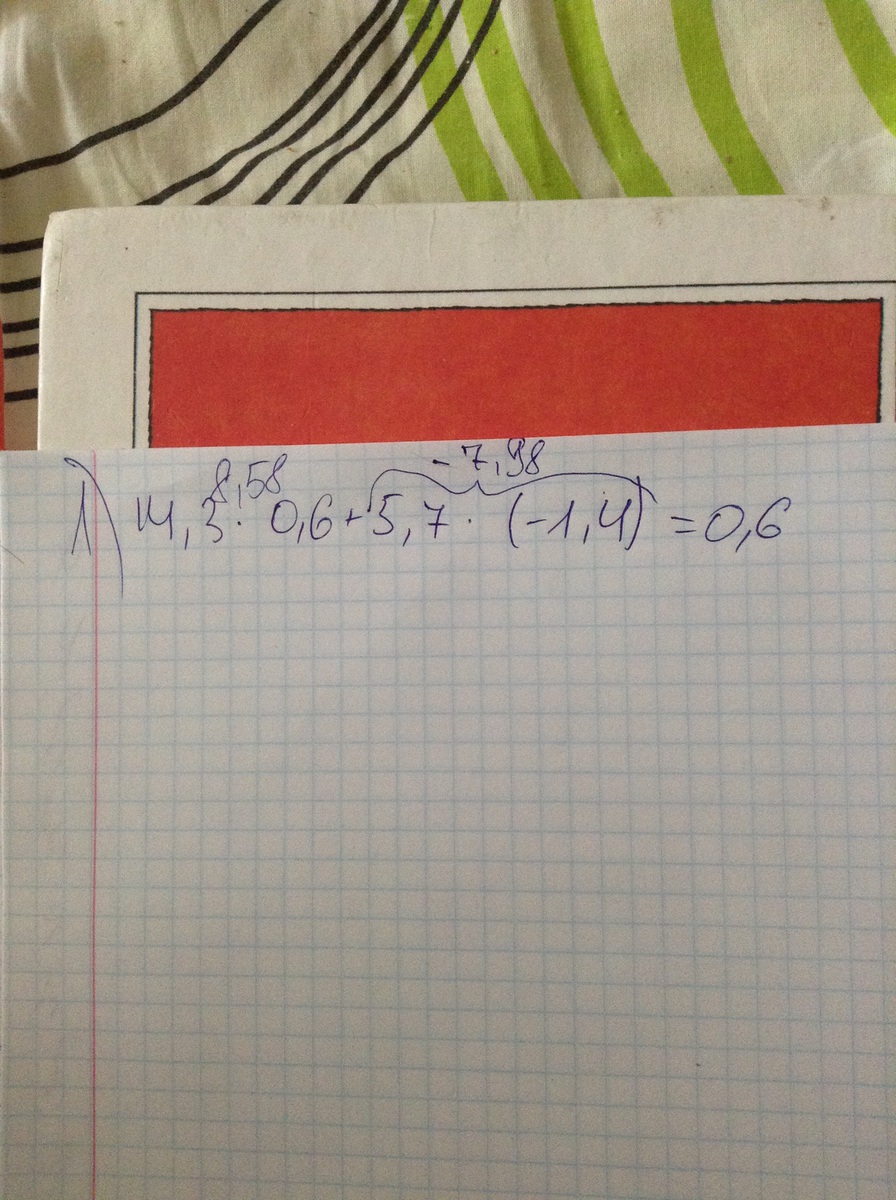 8,58 -7,98
1) 14,3 · 0,6 + 5,7 · (-1,4) = 0,6